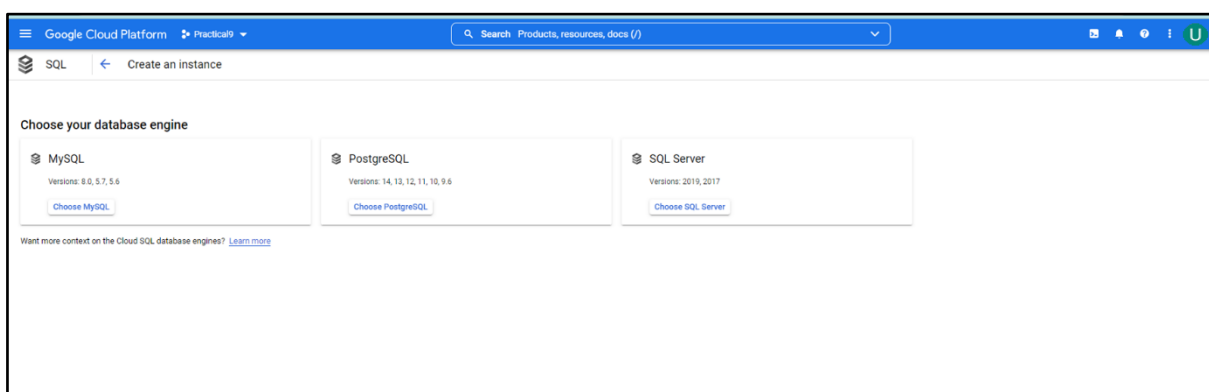 Google Cloud Platform Practical9 Search Products, resources, docs (/) U
SQL Create an instance
Choose your database engine
MySQL
Versions: 8.0, 5.7, 5.6
Choose MySQL
PostgreSQL
Versions: 14, 13, 12, 11, 10, 9.6
Choose PostgreSQL
SQL Server
Versions: 2019, 2017
Choose SQL Server
Want more context on the Cloud SQL database engines? Learn more